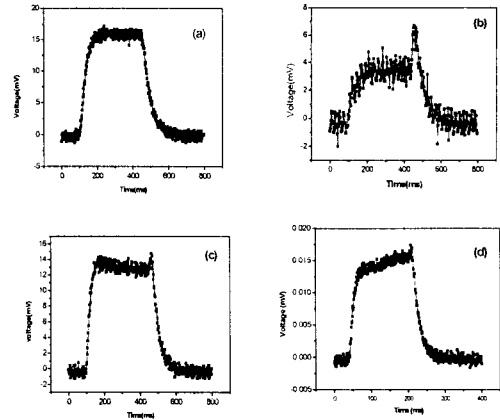 (a)
Voltage(mV)
20
15
10
5
0
-5
0 200 400 600 800
Time(ms)
(b)
Voltage(mV)
8
6
4
2
0
-2
0 200 400 600 800
Time(ms)
(c)
voltage(mV)
16
14
12
10
8
6
4
2
0
-2
0 200 400 600 800
Time(ms)
(d)
Voltage (mV)
0.020
0.015
0.010
0.005
0.000
-0.005
0 100 200 300 400
Time (ms)